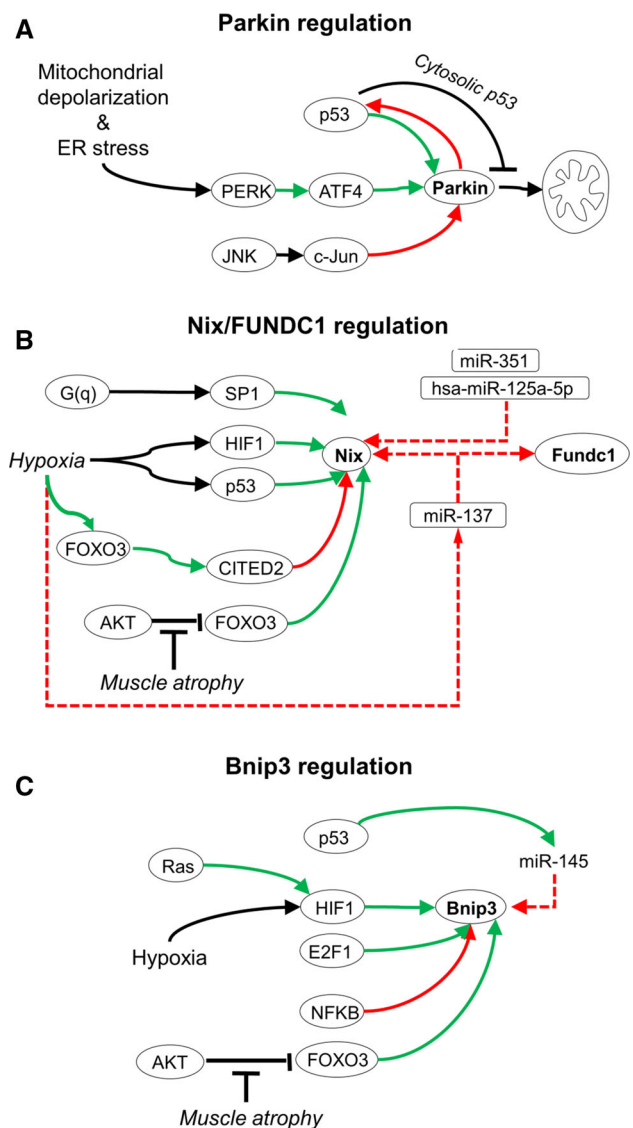 A
Parkin regulation
Mitochondrial
depolarization
&
ER stress
Cytosolic p53
p53
PERK
ATF4
Parkin
JNK
c-Jun
Nix/FUNDC1 regulation
B
miR-351
hsa-miR-125a-5p
G(q)
SP1
HIF1
Hypoxia
Nix
Fundc1
p53
miR-137
FOXO3
CITED2
AKT
FOXO3
Muscle atrophy
Bnip3 regulation
C
p53
miR-145
Ras
HIF1
Bnip3
Hypoxia
E2F1
NFKB
AKT
FOXO3
Muscle atrophy